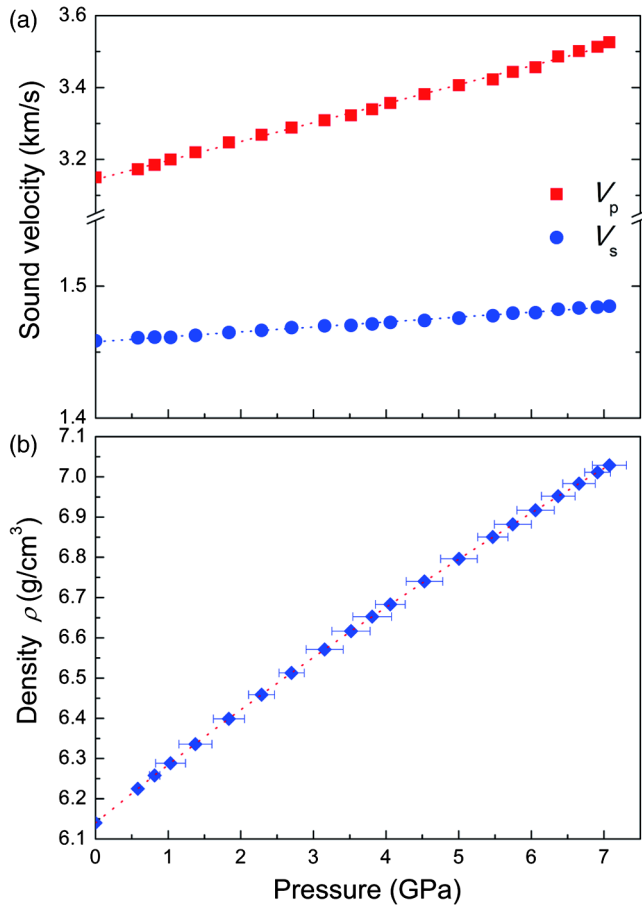 (a)
3.6
3.4
3.2
1.5
1.4
Sound velocity (km/s)
Vp
Vs
(b)
7.1
7.0
6.9
6.8
6.7
6.6
6.5
6.4
6.3
6.2
6.1
Density ρ (g/cm³)
0 1 2 3 4 5 6 7
Pressure (GPa)